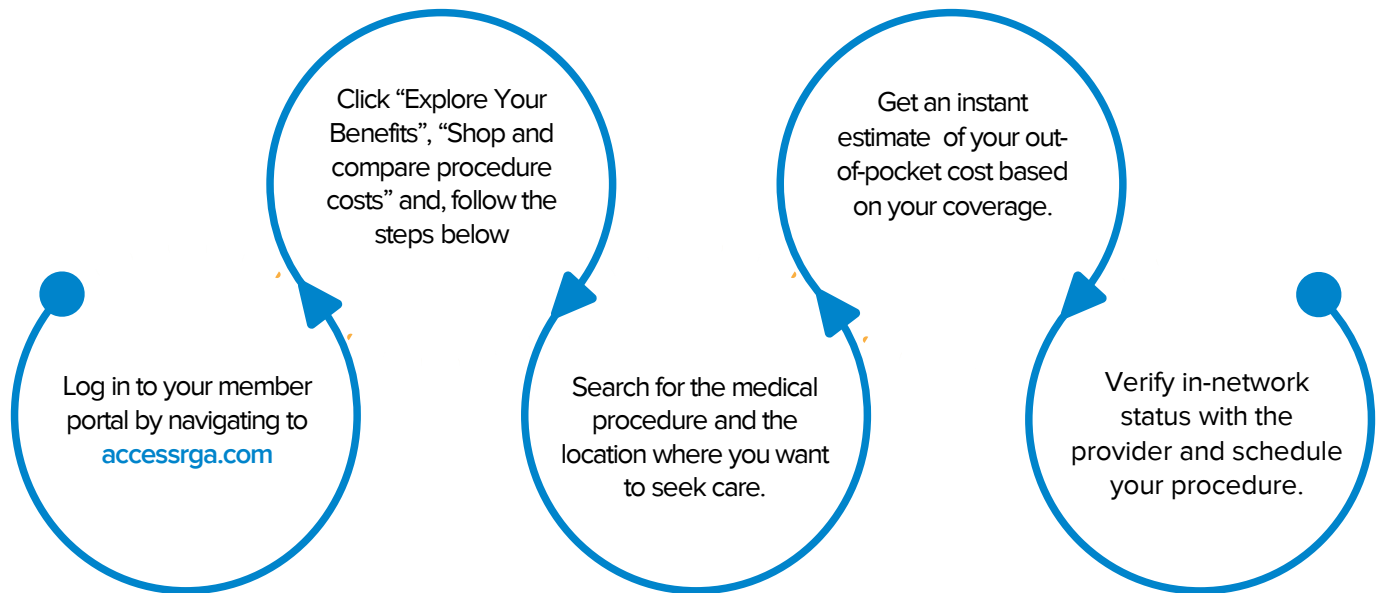 Log in to your member
portal by navigating to
accessrga.com
Click “Explore Your
Benefits”, “Shop and
compare procedure
costs” and, follow the
steps below
Search for the medical
procedure and the
location where you want
to seek care.
Get an instant
estimate  of your out-
of-pocket cost based
on your coverage.
Verify in-network
status with the
provider and schedule
your procedure.